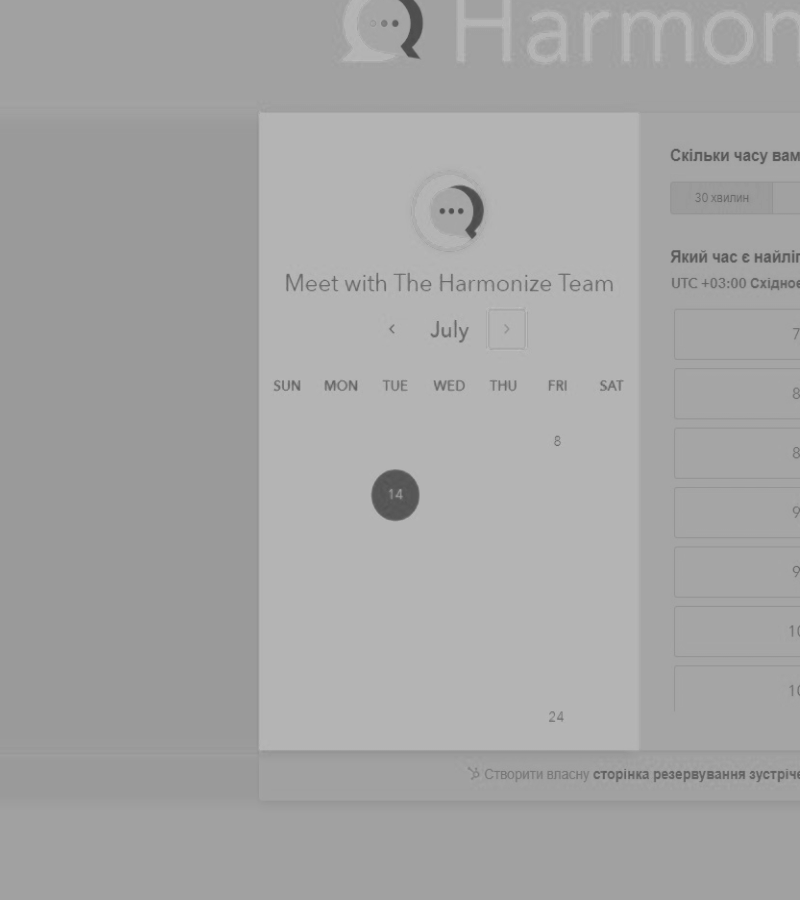 Harmon
Meet with The Harmonize Team
July
SUN MON TUE WED THU FRI SAT
8
14
24
Скільки часу вам
30 хвилин
Який час є найліп
UTC +03:00 Східноє
7
8
8
9
9
10
10
Створити власну сторінка резервування зустріче